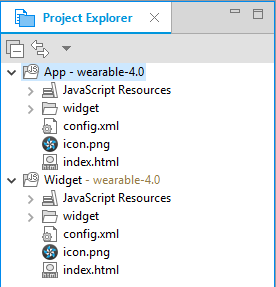 Project Explorer
App - wearable-4.0
JavaScript Resources
widget
config.xml
icon.png
index.html
Widget - wearable-4.0
JavaScript Resources
widget
config.xml
icon.png
index.html